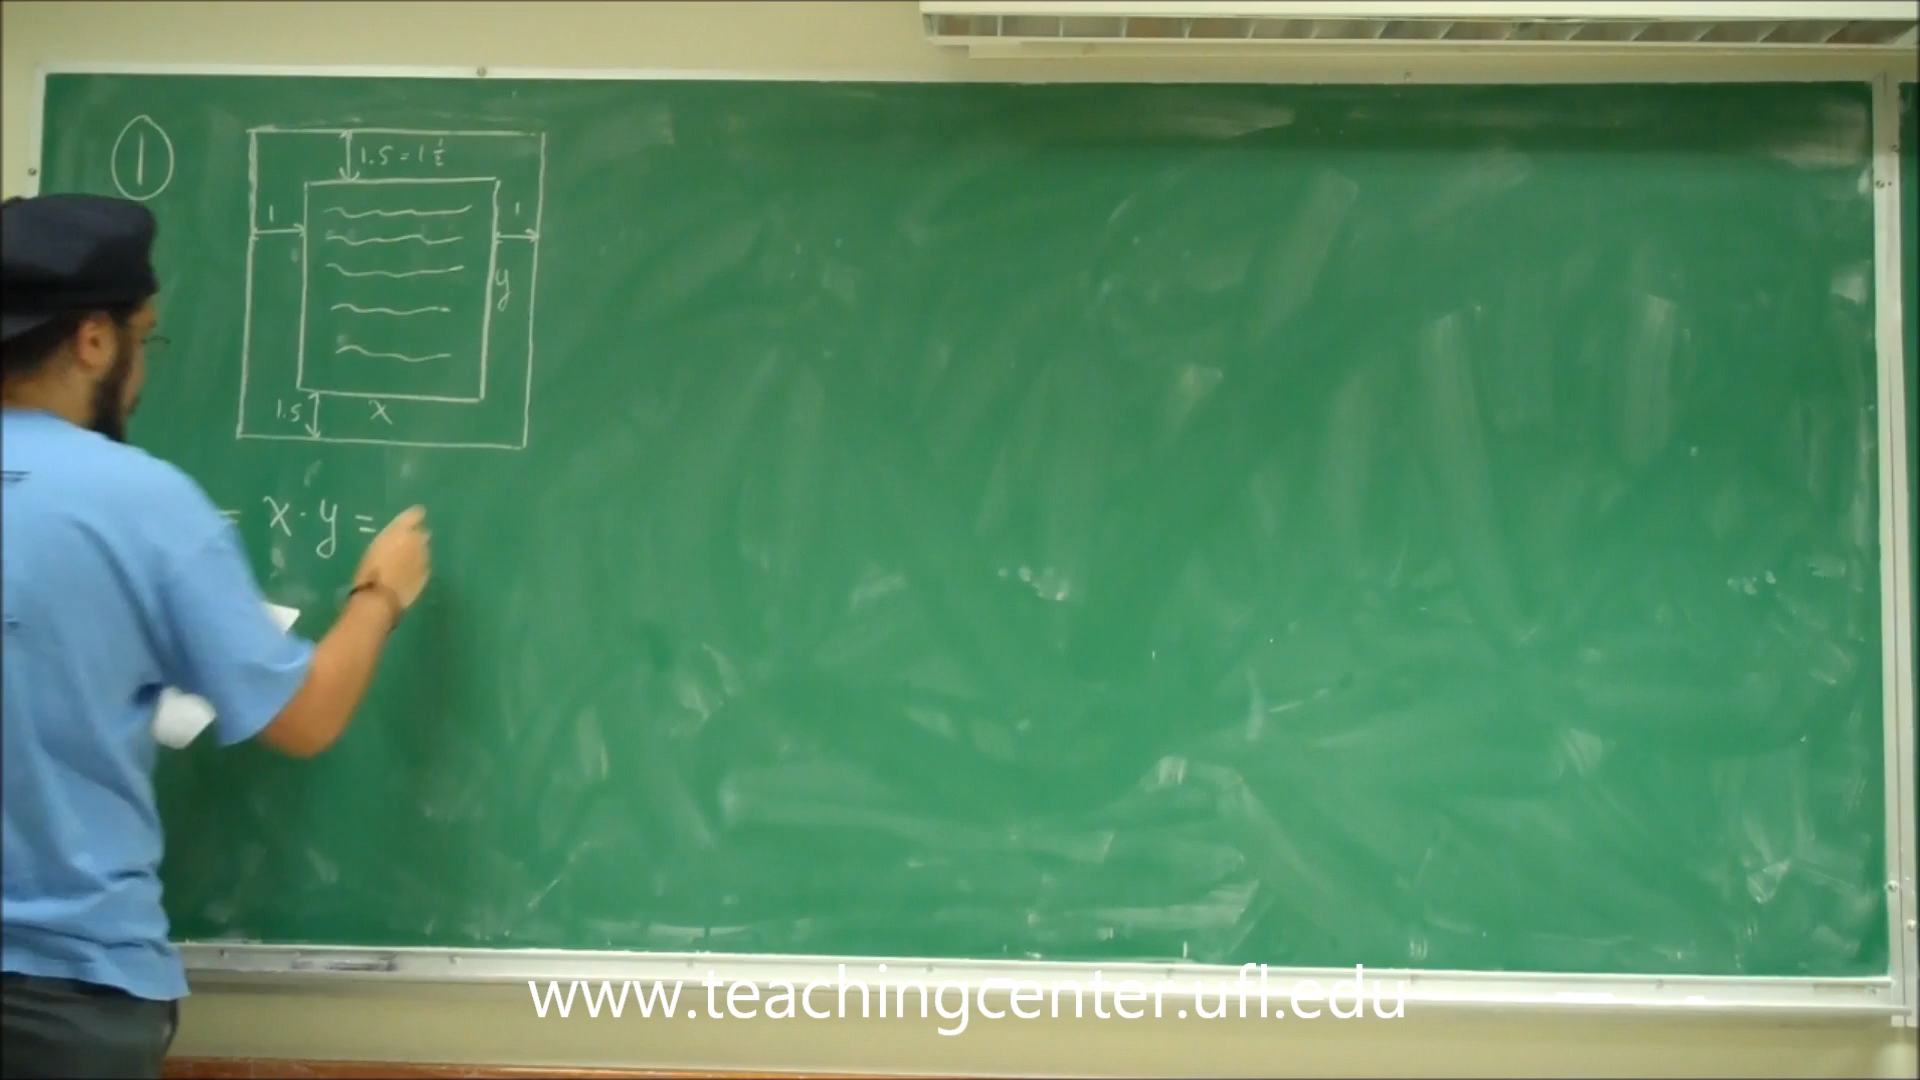 1
1.5 = 1 1/2
1
1
y
1.5
x
= x · y =
www.teachingcenter.ufl.edu